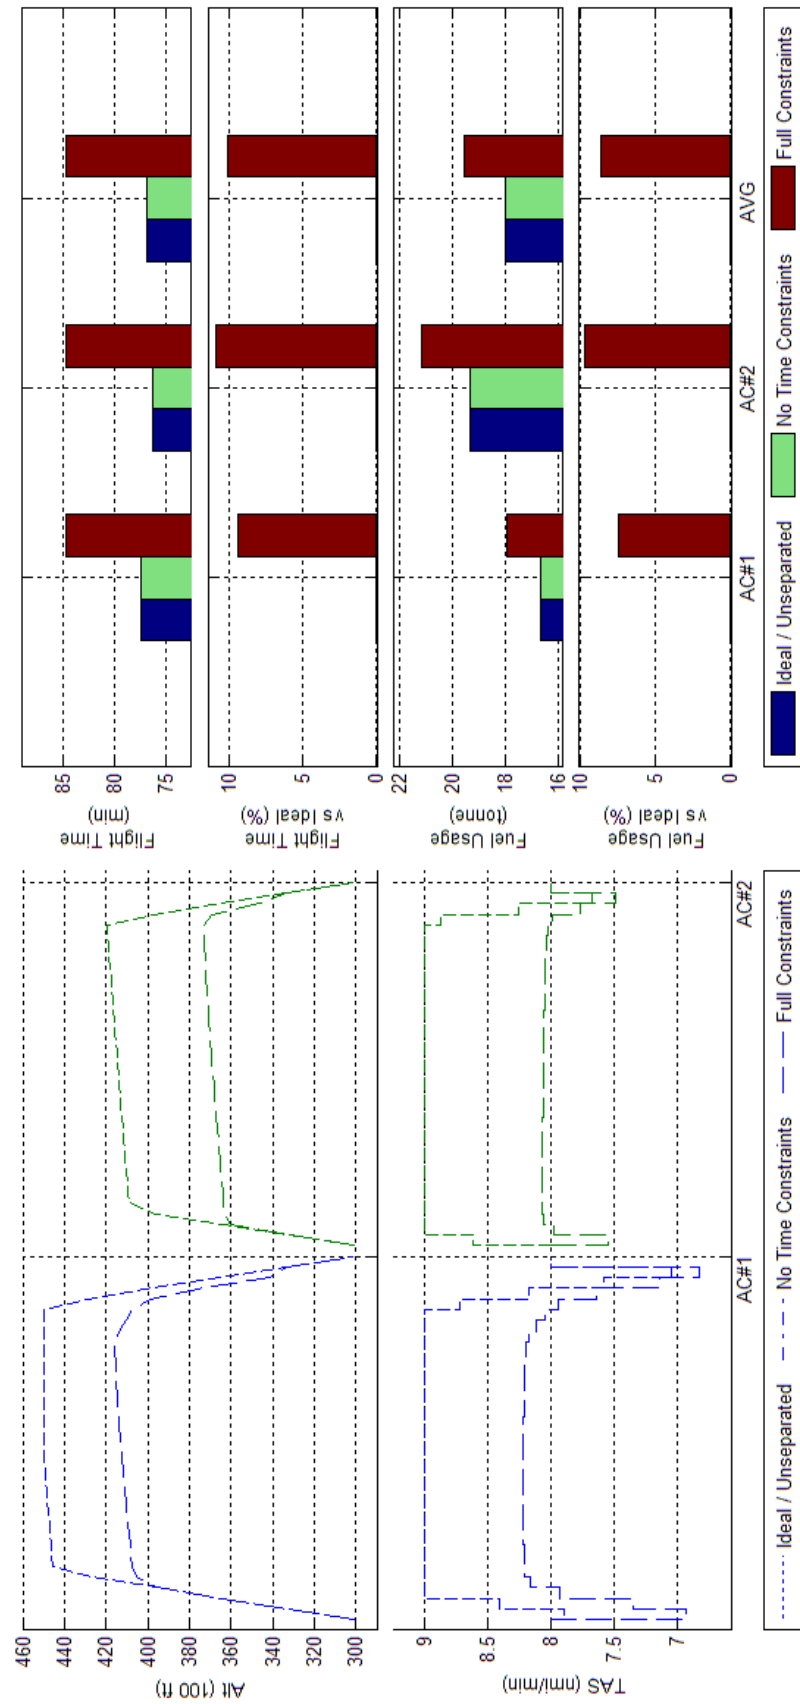 Alt (100 ft)
460
440
420
400
380
360
340
320
300
TAS (nmi/min)
9
8.5
8
7.5
7
AC#1
AC#2
Ideal / Unseparated
No Time Constraints
Full Constraints
Flight Time
(min)
85
80
75
Flight Time
vs Ideal (%)
10
5
0
Fuel Usage
(tonne)
22
20
18
16
Fuel Usage
vs Ideal (%)
10
5
0
AC#1
AC#2
AVG
Ideal / Unseparated
No Time Constraints
Full Constraints